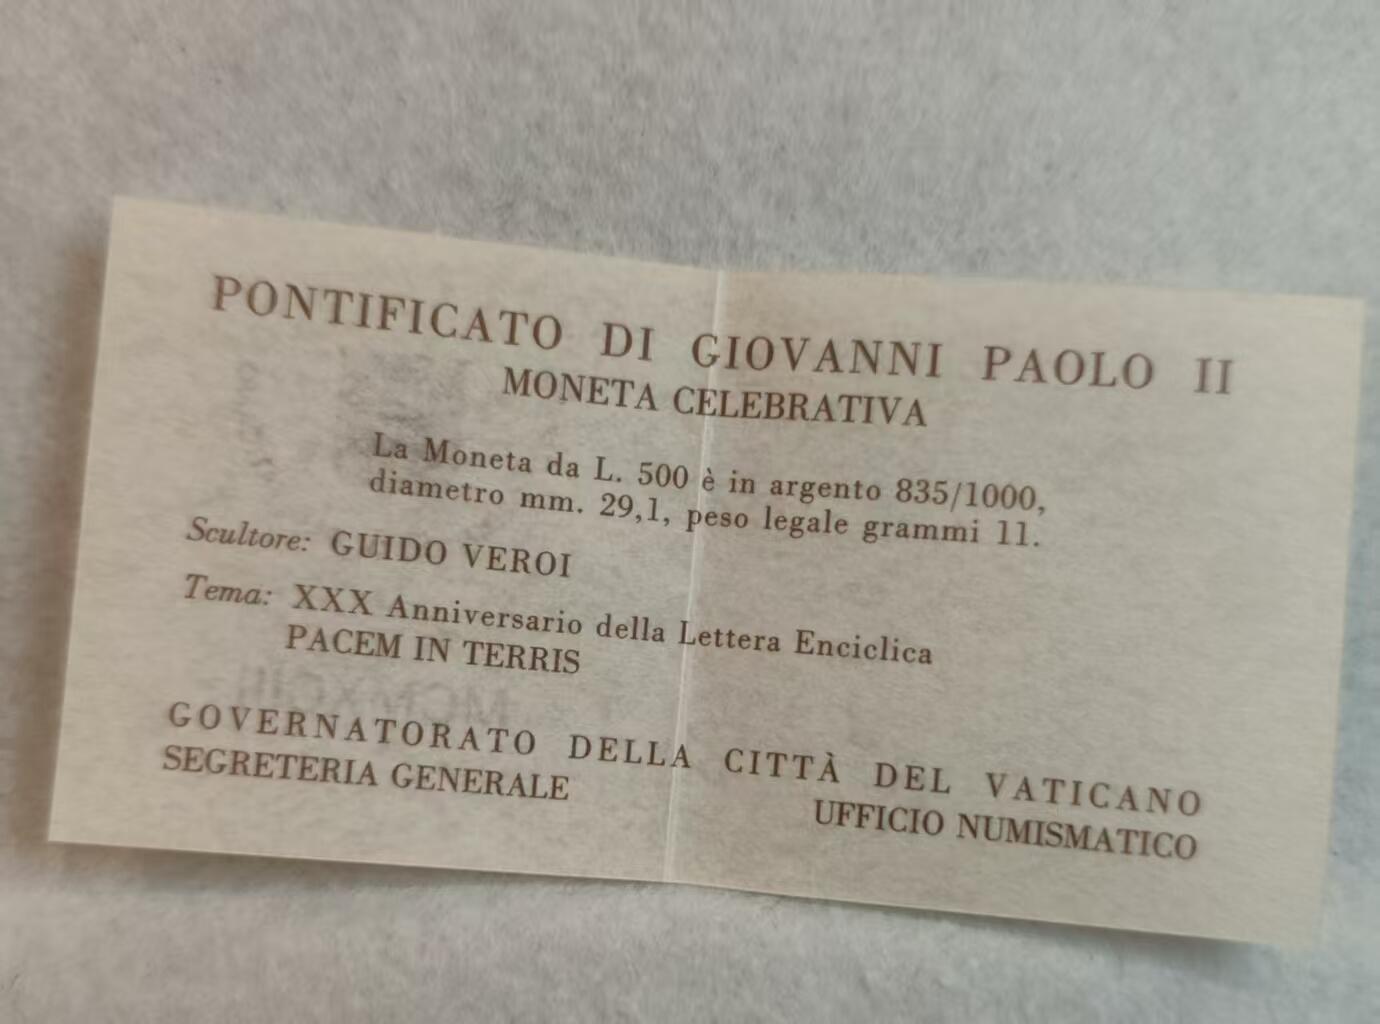 PONTIFICATO DI GIOVANNI PAOLO II
MONETA CELEBRATIVA
La Moneta da L. 500 è in argento 835/1000,
diametro mm. 29,1, peso legale grammi 11.
Scultore: GUIDO VEROI
Tema: XXX Anniversario della Lettera Enciclica
PACEM IN TERRIS
GOVERNATORATO DELLA CITTÀ DEL VATICANO
SEGRETERIA GENERALE
UFFICIO NUMISMATICO
MCMXCIII